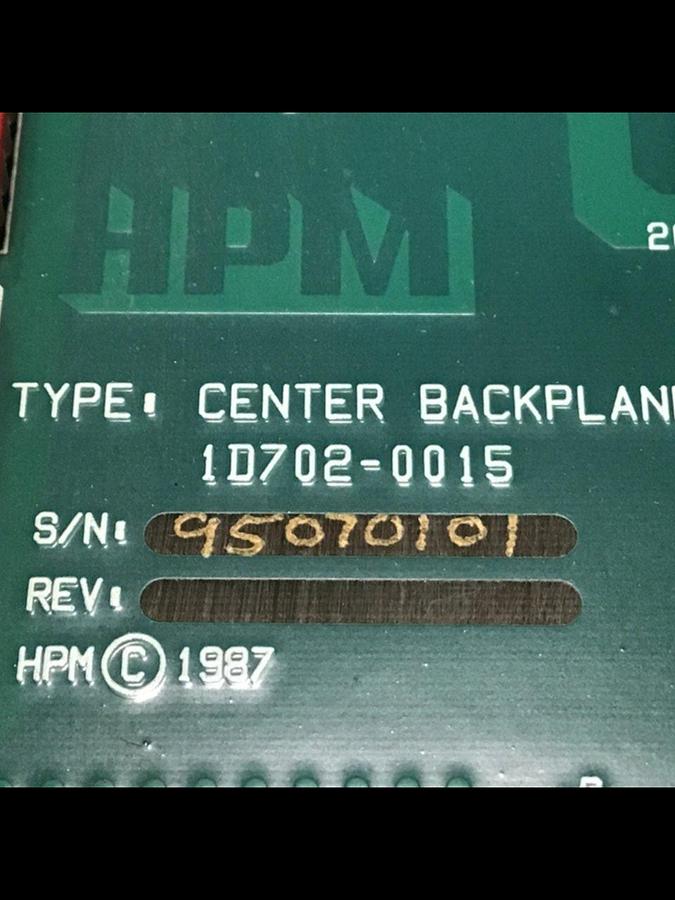 HPM
TYPE: CENTER BACKPLAN
1D702-0015
S/N: 95070101
REV:
HPM © 1987